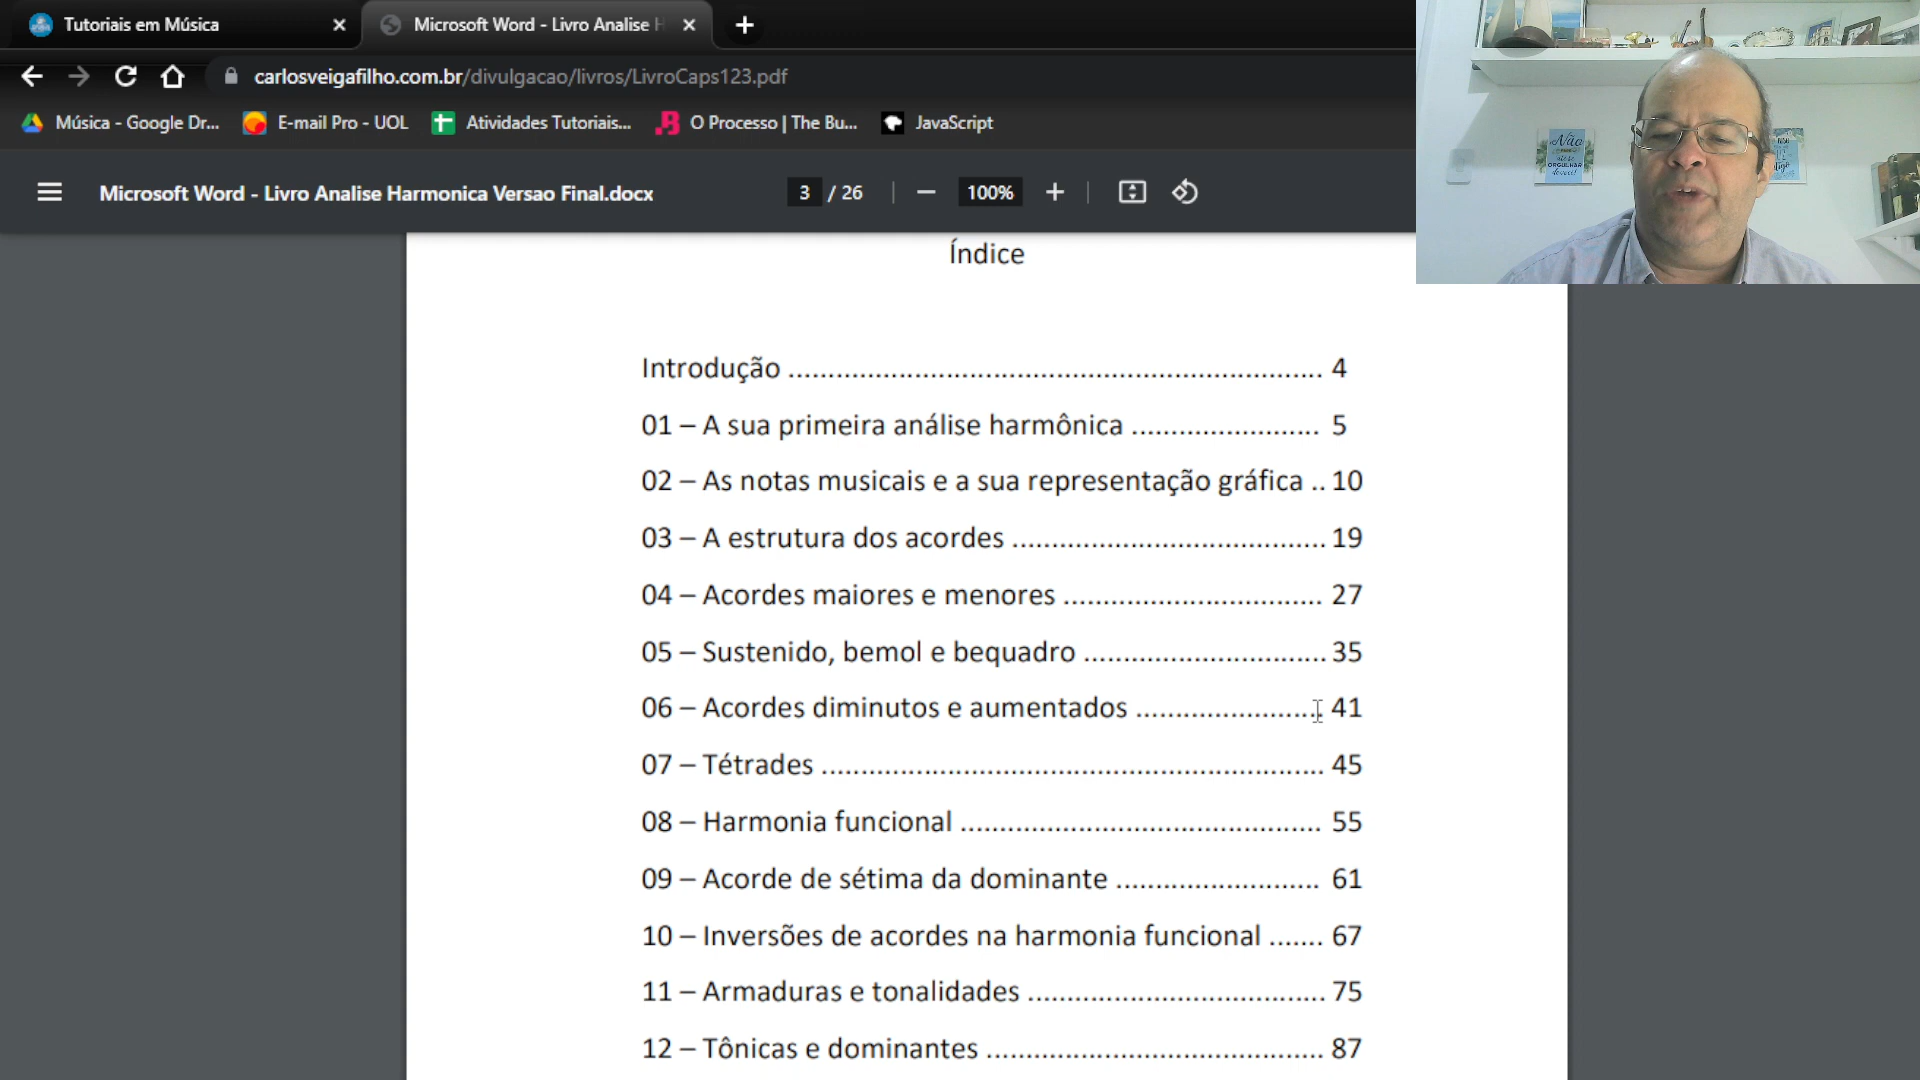 Tutoriais em Música
Microsoft Word - Livro Analise H
carlosveigafilho.com.br/divulgacao/livros/LivroCaps123.pdf
Música - Google Dr...
E-mail Pro - UOL
Atividades Tutoriais...
O Processo | The Bu...
JavaScript
Microsoft Word - Livro Analise Harmonica Versao Final.docx
3 / 26
100%
Não
ORGULHAR
Índice
Introdução .................................................................... 4
01 – A sua primeira análise harmônica ........................ 5
02 – As notas musicais e a sua representação gráfica .. 10
03 – A estrutura dos acordes ........................................ 19
04 – Acordes maiores e menores ................................. 27
05 – Sustenido, bemol e bequadro ............................... 35
06 – Acordes diminutos e aumentados ........................ 41
07 – Tétrades ................................................................ 45
08 – Harmonia funcional .............................................. 55
09 – Acorde de sétima da dominante .......................... 61
10 – Inversões de acordes na harmonia funcional ....... 67
11 – Armaduras e tonalidades ...................................... 75
12 – Tônicas e dominantes ........................................... 87